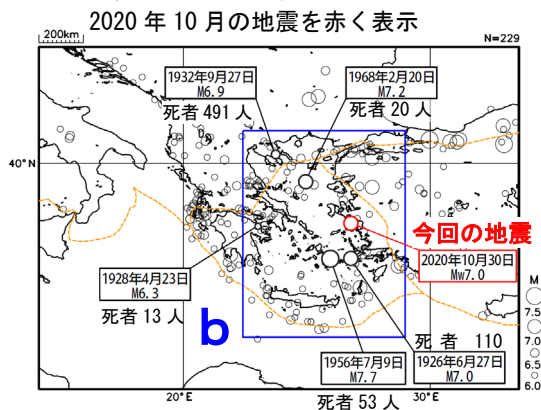 2020 年 10 月の地震を赤く表示
200km
N=229
1932年9月27日
M6.9
死者 491 人
1968年2月20日
M7.2
死者 20 人
40°N
今回の地震
2020年10月30日
Mw7.0
1928年4月23日
M6.3
死者 13 人
b
死 者 110
1956年7月9日
M7.7
1926年6月27日
M7.0
死者 53 人
20°E
30°E
M
7.5
7.0
6.5
6.0